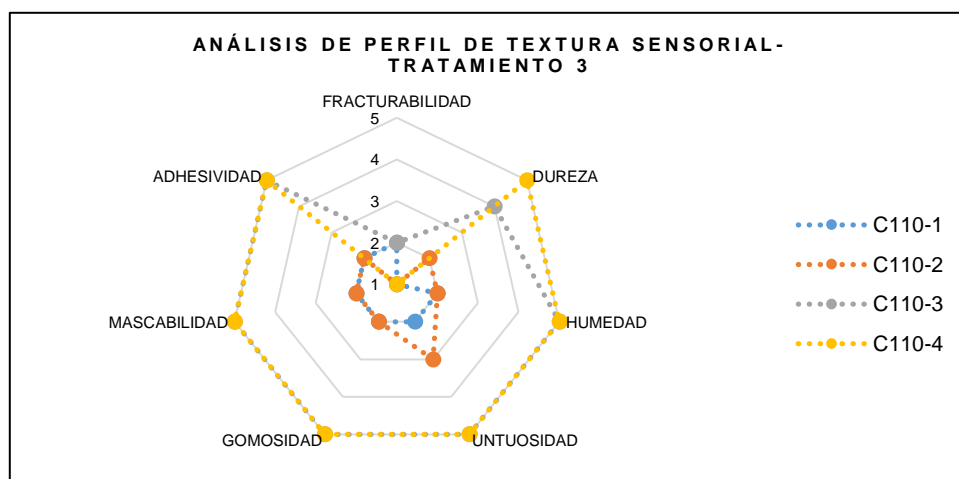 ANÁLISIS DE PERFIL DE TEXTURA SENSORIAL-
TRATAMIENTO 3
FRACTURABILIDAD
5
ADHESIVIDAD
DUREZA
4
3
2
1
C110-1
C110-2
C110-3
C110-4
MASCABILIDAD
HUMEDAD
GOMOSIDAD
UNTUOSIDAD